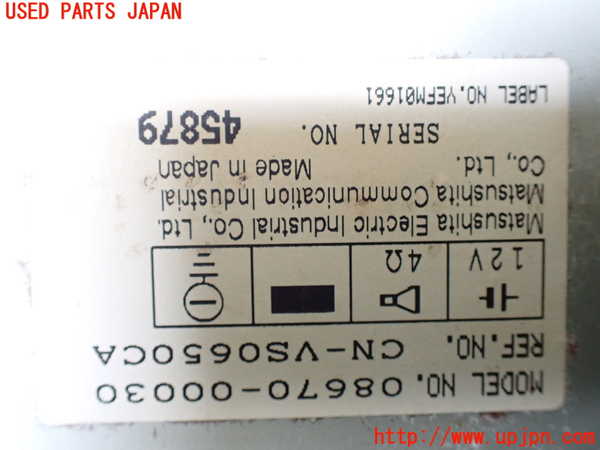 USED PARTS JAPAN
MODEL NO. 08670-00030
REF.NO. CN-VS0650CA
12V 4Ω
Matsushita Electric Industrial Co., Ltd.
Matsushita Communication Industrial
Co., Ltd. Made in Japan
SERIAL NO. 45879
LABEL NO.YEFM01661
http://www.upjpn.com